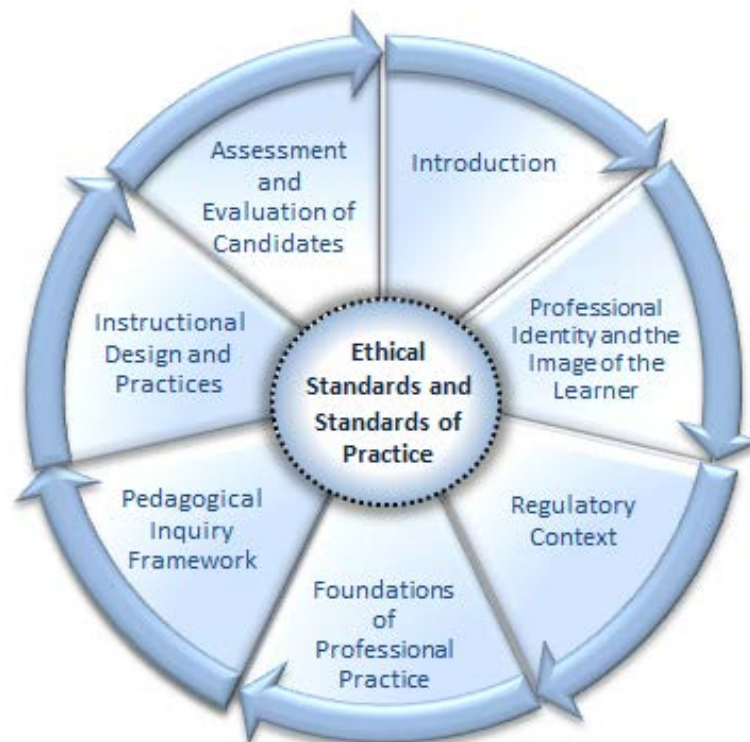 Introduction
Professional
Identity and the
Image of the
Learner
Regulatory
Context
Foundations
of
Professional
Practice
Pedagogical
Inquiry
Framework
Instructional
Design and
Practices
Assessment
and
Evaluation of
Candidates
Ethical
Standards and
Standards of
Practice